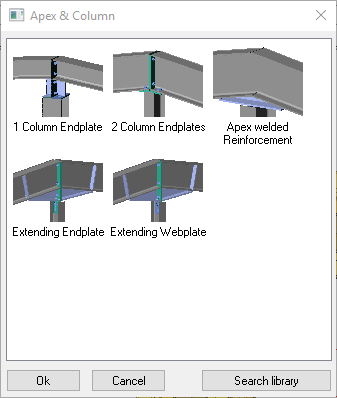 Apex & Column
1 Column Endplate
2 Column Endplates
Apex welded
Reinforcement
Extending Endplate
Extending Webplate
Ok
Cancel
Search library